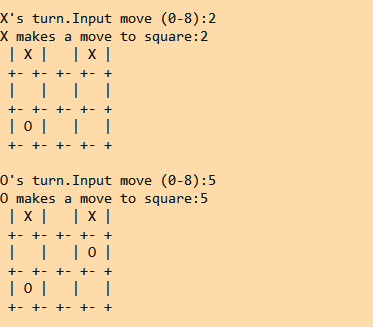 X's turn.Input move (0-8):2
X makes a move to square:2
| X |   | X |
+- +- +- +- +
|   |   |   |
+- +- +- +- +
| O |   |   |
+- +- +- +- +
O's turn.Input move (0-8):5
O makes a move to square:5
| X |   | X |
+- +- +- +- +
|   |   | O |
+- +- +- +- +
| O |   |   |
+- +- +- +- +